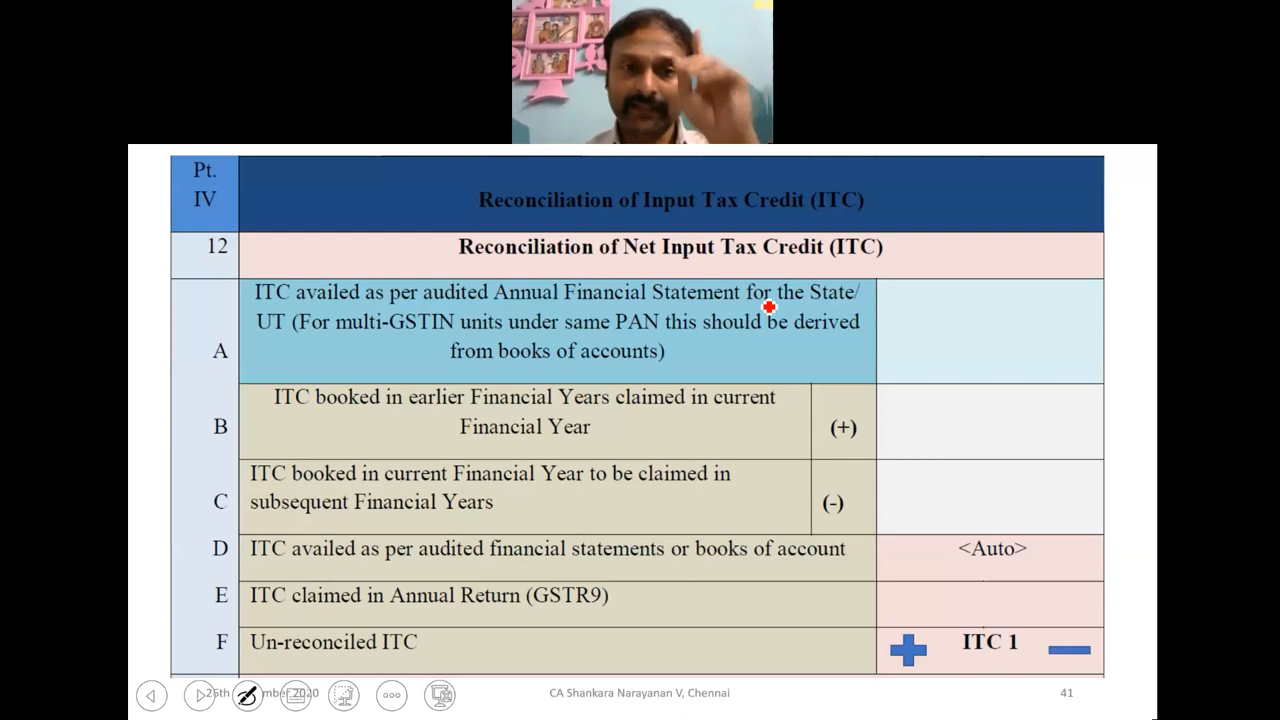 Pt.
IV
Reconciliation of Input Tax Credit (ITC)
12
Reconciliation of Net Input Tax Credit (ITC)
A
ITC availed as per audited Annual Financial Statement for the State/
UT (For multi-GSTIN units under same PAN this should be derived
from books of accounts)
B
ITC booked in earlier Financial Years claimed in current
Financial Year
(+)
C
ITC booked in current Financial Year to be claimed in
subsequent Financial Years
(-)
D
ITC availed as per audited financial statements or books of account
<Auto>
E
ITC claimed in Annual Return (GSTR9)
F
Un-reconciled ITC
ITC 1
2020
CA Shankara Narayanan V, Chennai
41